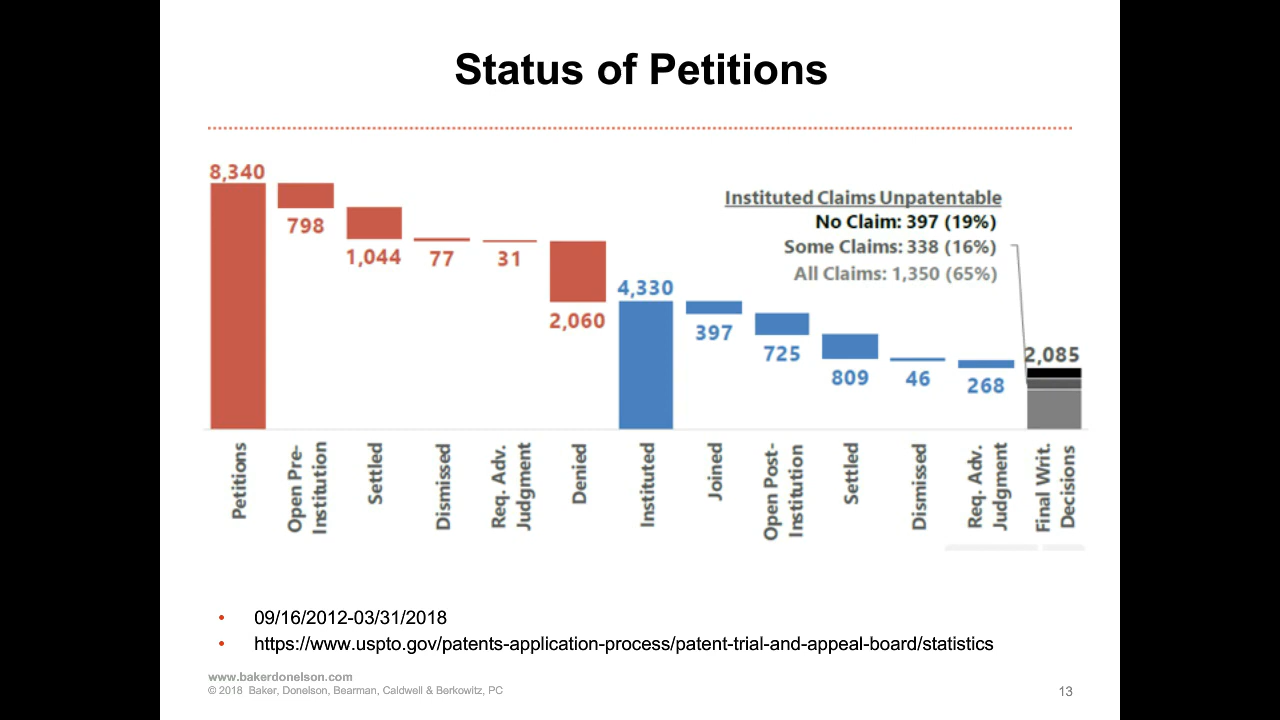 Status of Petitions
8,340
798
1,044
77
31
2,060
4,330
397
725
809
46
268
2,085
Instituted Claims Unpatentable
No Claim: 397 (19%)
Some Claims: 338 (16%)
All Claims: 1,350 (65%)
Petitions
Open Pre-
Institution
Settled
Dismissed
Req. Adv.
Judgment
Denied
Instituted
Joined
Open Post-
Institution
Settled
Dismissed
Req. Adv.
Judgment
Final Writ.
Decisions
• 09/16/2012-03/31/2018
• https://www.uspto.gov/patents-application-process/patent-trial-and-appeal-board/statistics
www.bakerdonelson.com
© 2018 Baker, Donelson, Bearman, Caldwell & Berkowitz, PC
13